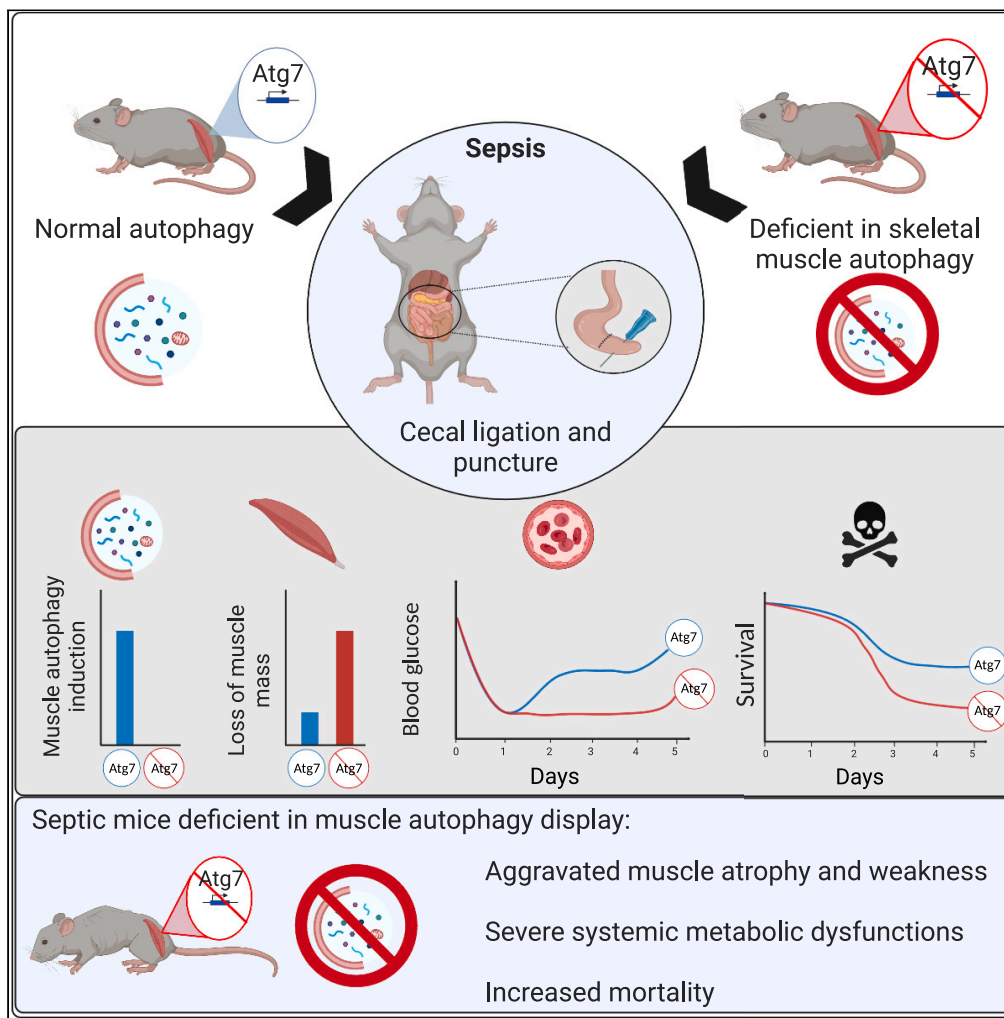 Atg7
Atg7
Sepsis
Normal autophagy
Deficient in skeletal
muscle autophagy
Cecal ligation and
puncture
Muscle autophagy
induction
Atg7
Atg7
Loss of muscle
mass
Atg7
Atg7
Blood glucose
Atg7
Atg7
0 1 2 3 4 5
Days
Survival
Atg7
Atg7
0 1 2 3 4 5
Days
Septic mice deficient in muscle autophagy display:
Atg7
Aggravated muscle atrophy and weakness
Severe systemic metabolic dysfunctions
Increased mortality